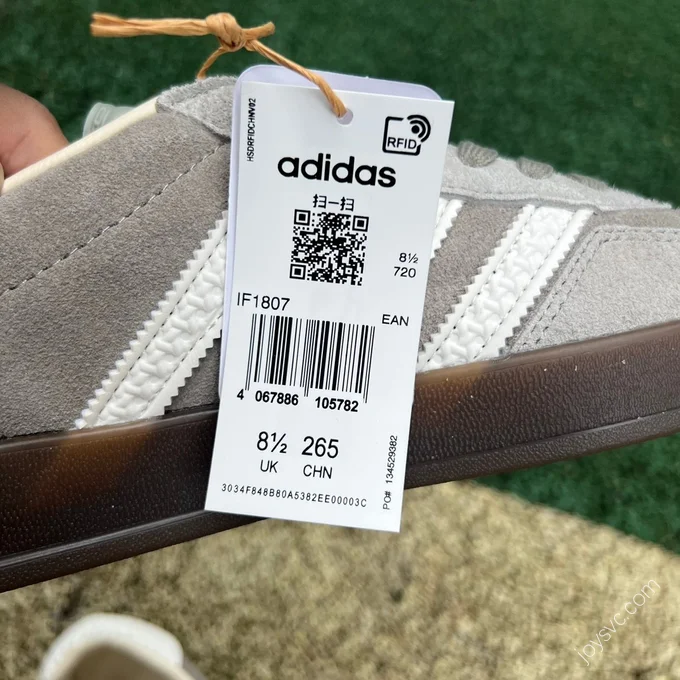 HSDRFIDCHNV02
RFID
adidas
扫一扫
8½
720
IF1807
EAN
4 067886 105782
8½ 265
UK CHN
3034F848B80A5382EE00003C
PO# 134529382
jpysvc.com